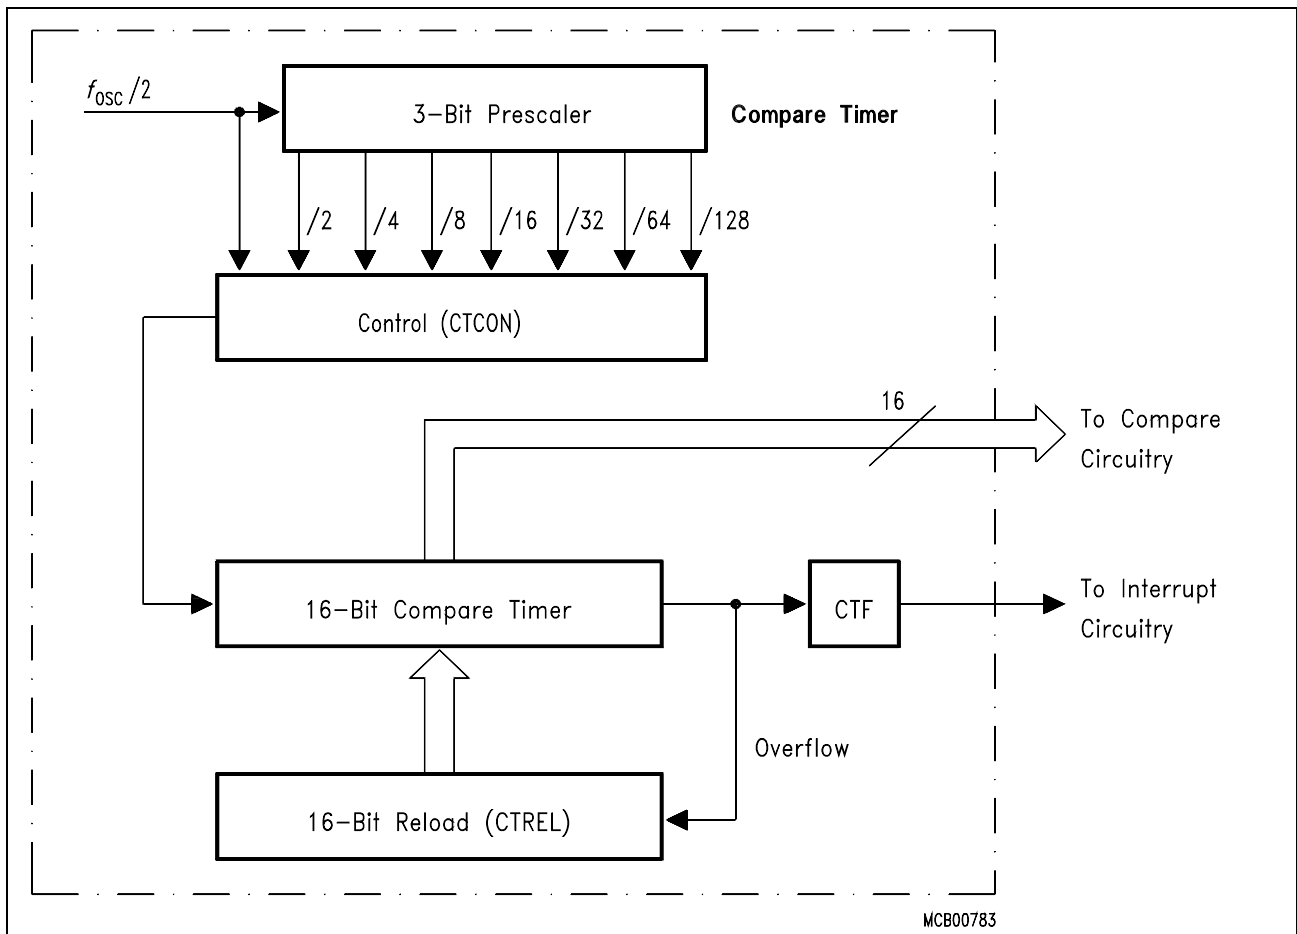 fOSC/2
3-Bit Prescaler
Compare Timer
/2 /4 /8 /16 /32 /64 /128
Control (CTCON)
16
To Compare
Circuitry
16-Bit Compare Timer
CTF
To Interrupt
Circuitry
Overflow
16-Bit Reload (CTREL)
MCB00783